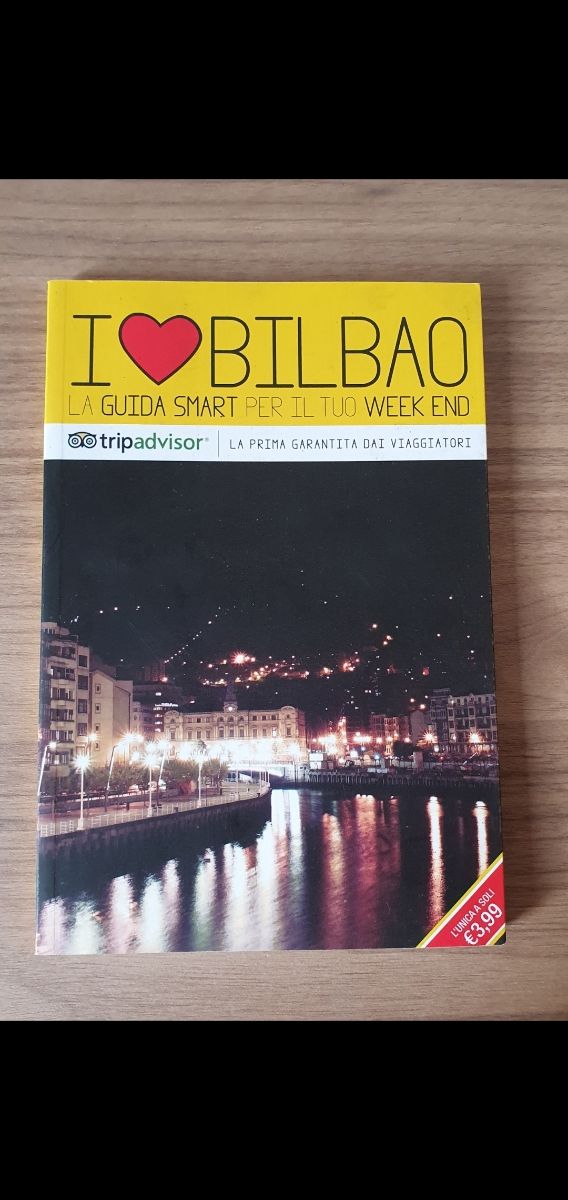 I ❤ BILBAO
LA GUIDA SMART PER IL TUO WEEK END
tripadvisor® LA PRIMA GARANTITA DAI VIAGGIATORI
L'UNICA A SOLI
€3,99